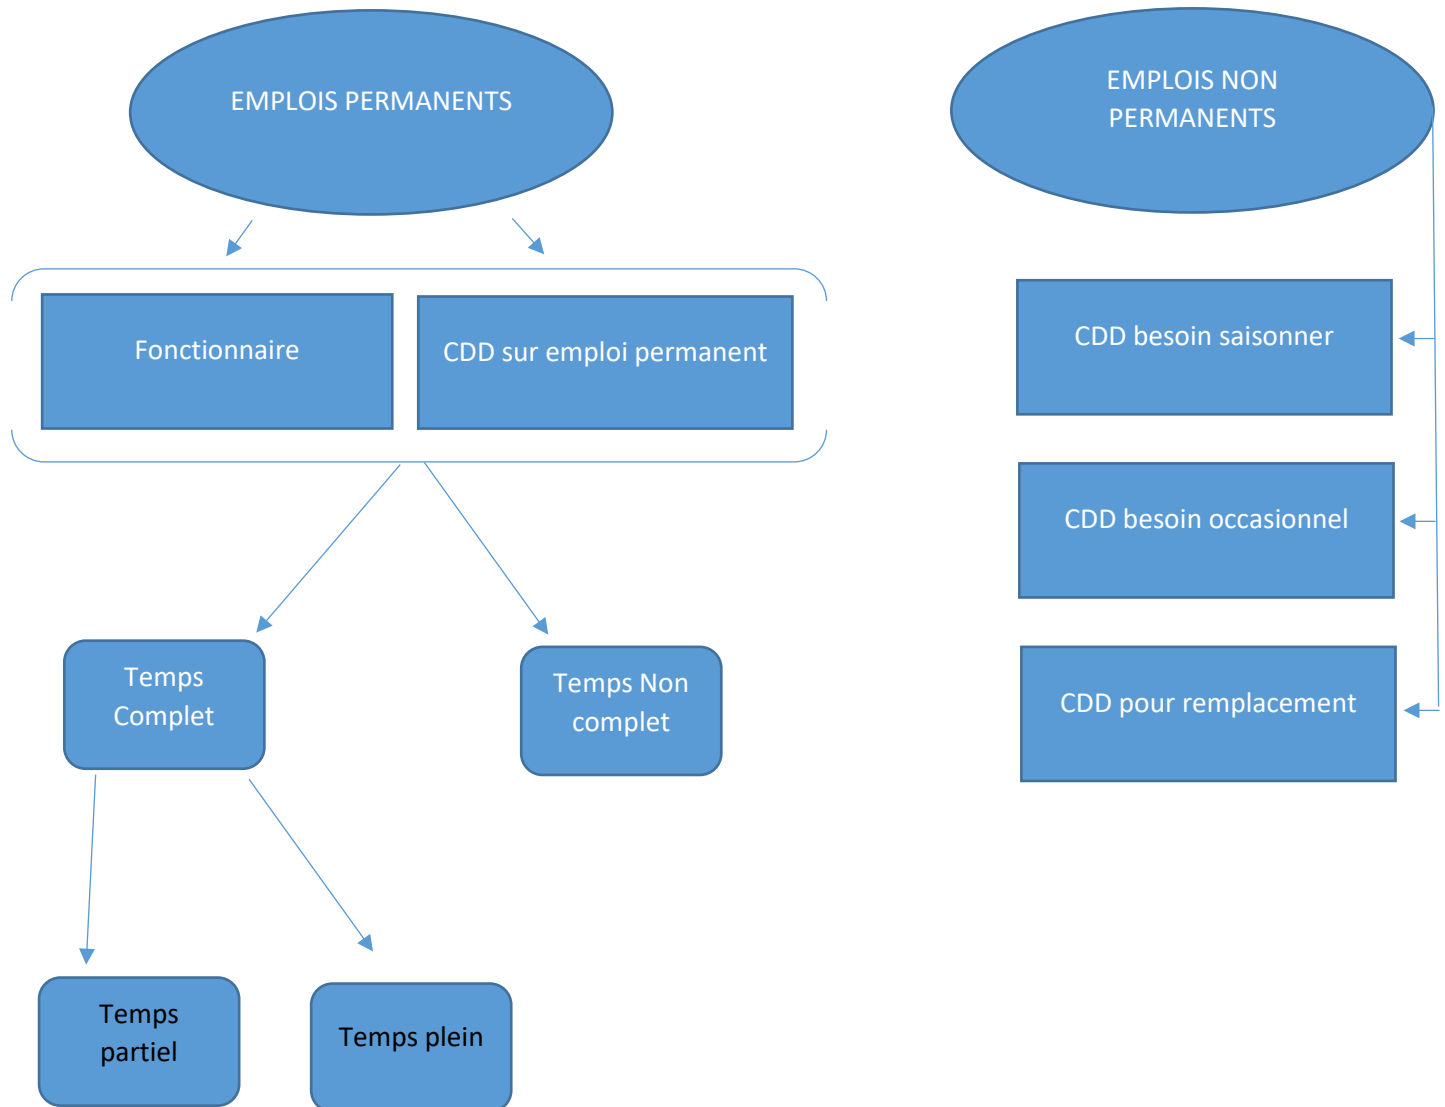 EMPLOIS PERMANENTS
EMPLOIS NON
PERMANENTS
Fonctionnaire
CDD sur emploi permanent
CDD besoin saisonner
CDD besoin occasionnel
Temps
Complet
Temps Non
complet
CDD pour remplacement
Temps
partiel
Temps plein